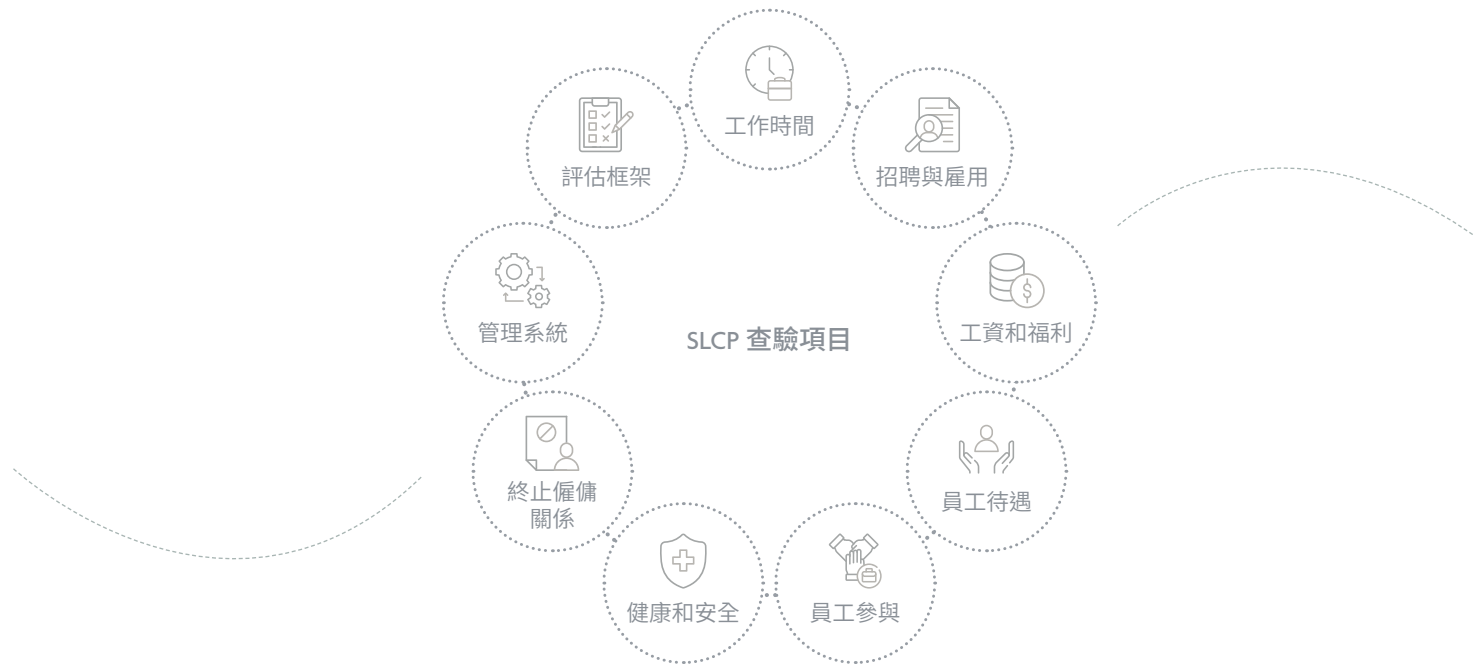 工作時間
評估框架
招聘與雇用
管理系統
SLCP 查驗項目
工資和福利
終止僱傭
關係
員工待遇
健康和安全
員工參與